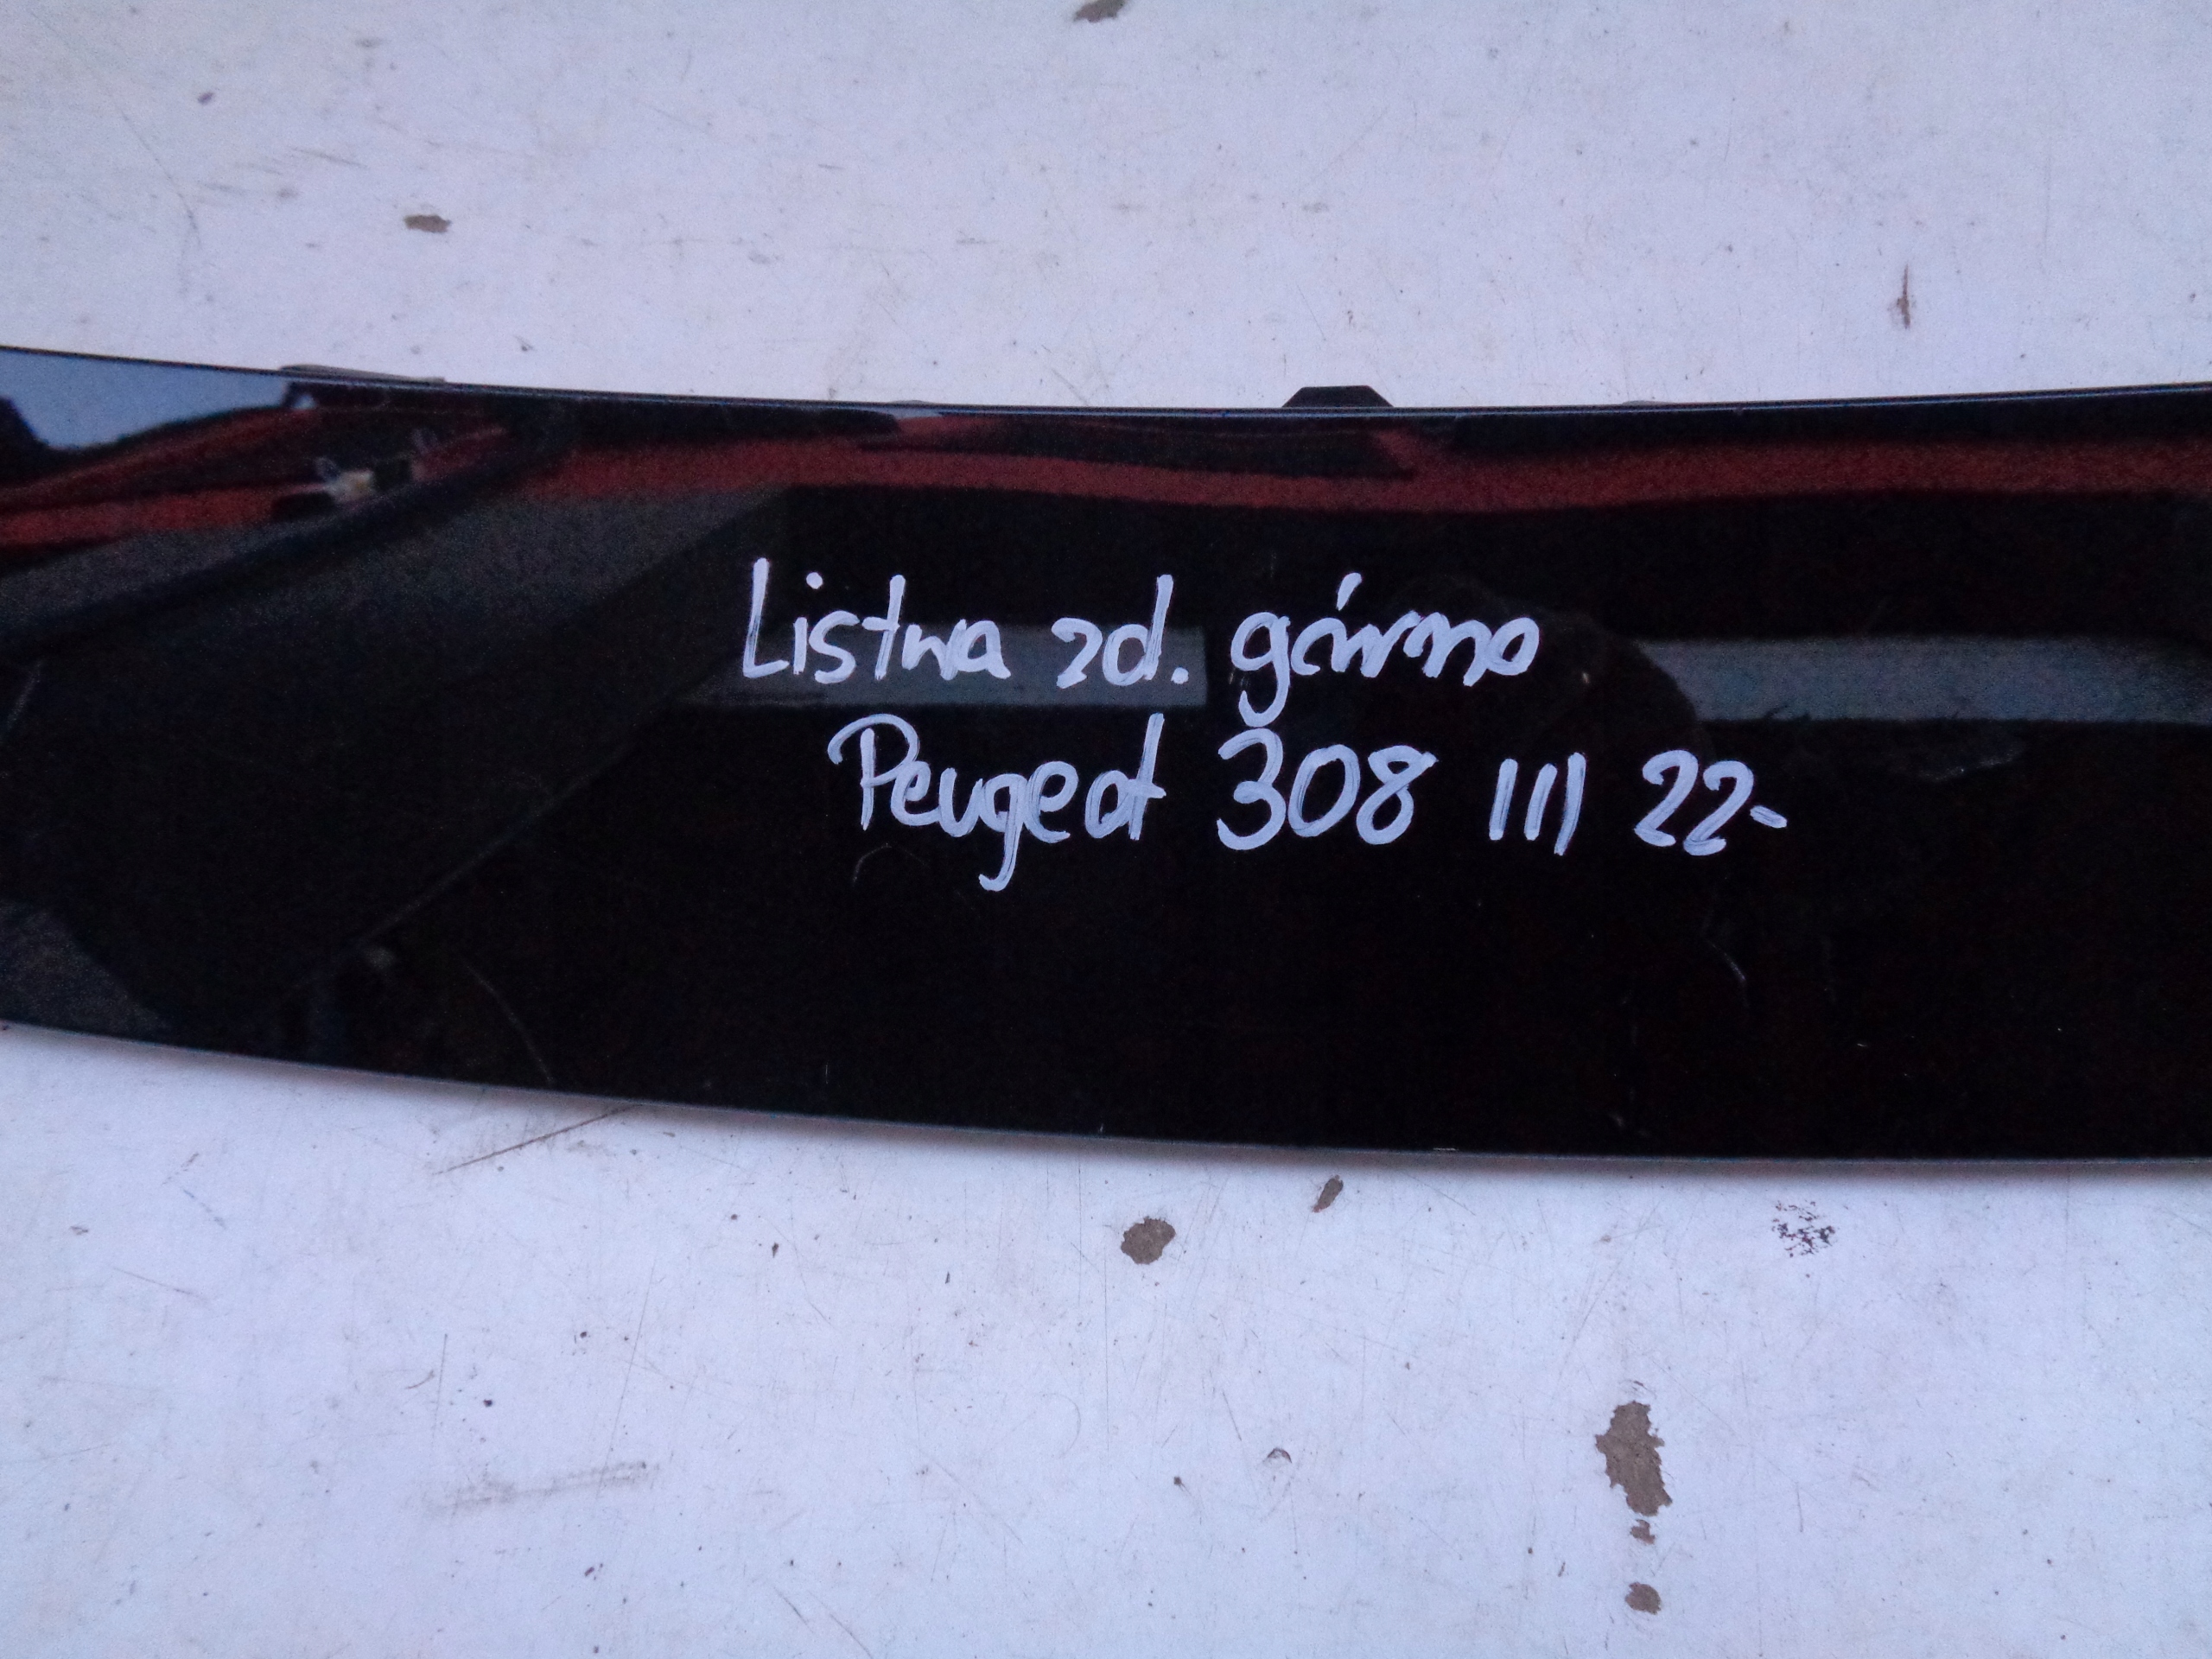 Listwa zd. górna
Peugeot 308 III 22-